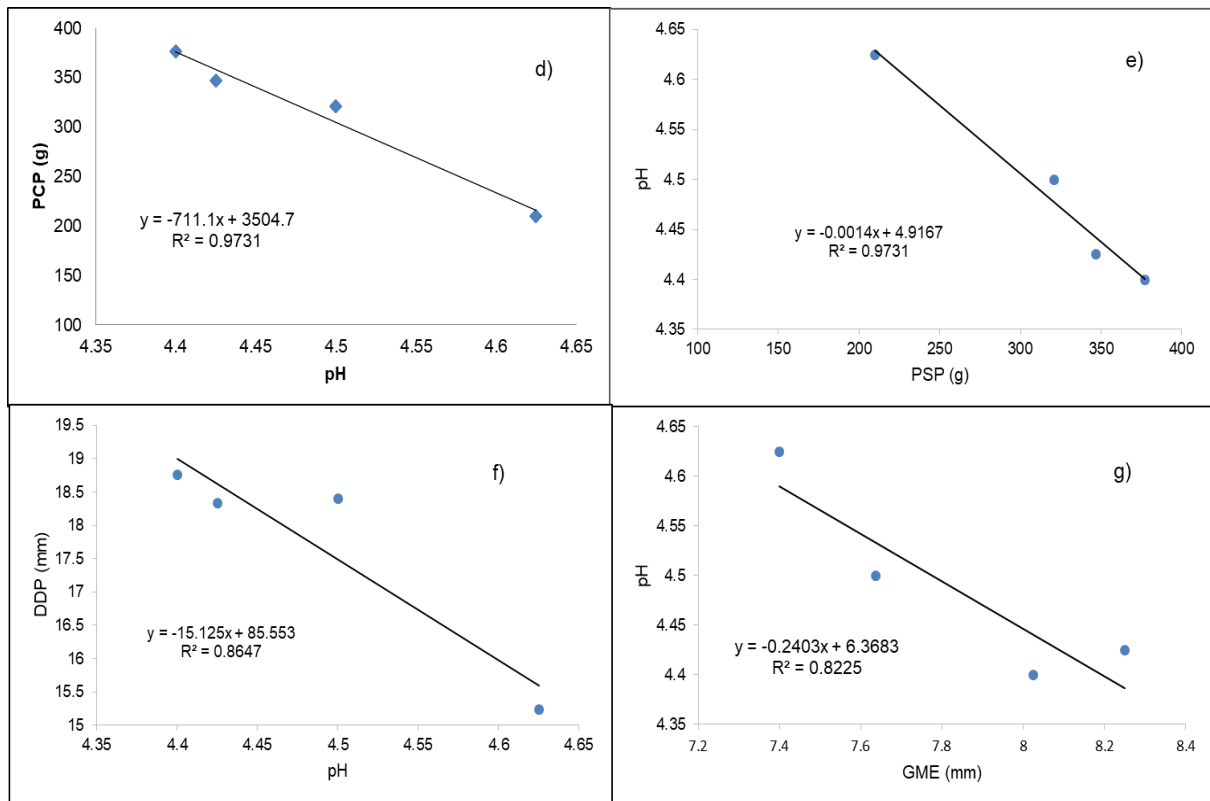 d)
PCP (g)
400
350
300
250
200
150
100
y = -711.1x + 3504.7
R² = 0.9731
4.35 4.4 4.45 4.5 4.55 4.6 4.65
pH
e)
pH
4.65
4.6
4.55
4.5
4.45
4.4
4.35
y = -0.0014x + 4.9167
R² = 0.9731
100 150 200 250 300 350 400
PSP (g)
f)
DDP (mm)
19.5
19
18.5
18
17.5
17
16.5
16
15.5
15
y = -15.125x + 85.553
R² = 0.8647
4.35 4.4 4.45 4.5 4.55 4.6 4.65
pH
g)
pH
4.65
4.6
4.55
4.5
4.45
4.4
4.35
y = -0.2403x + 6.3683
R² = 0.8225
7.2 7.4 7.6 7.8 8 8.2 8.4
GME (mm)